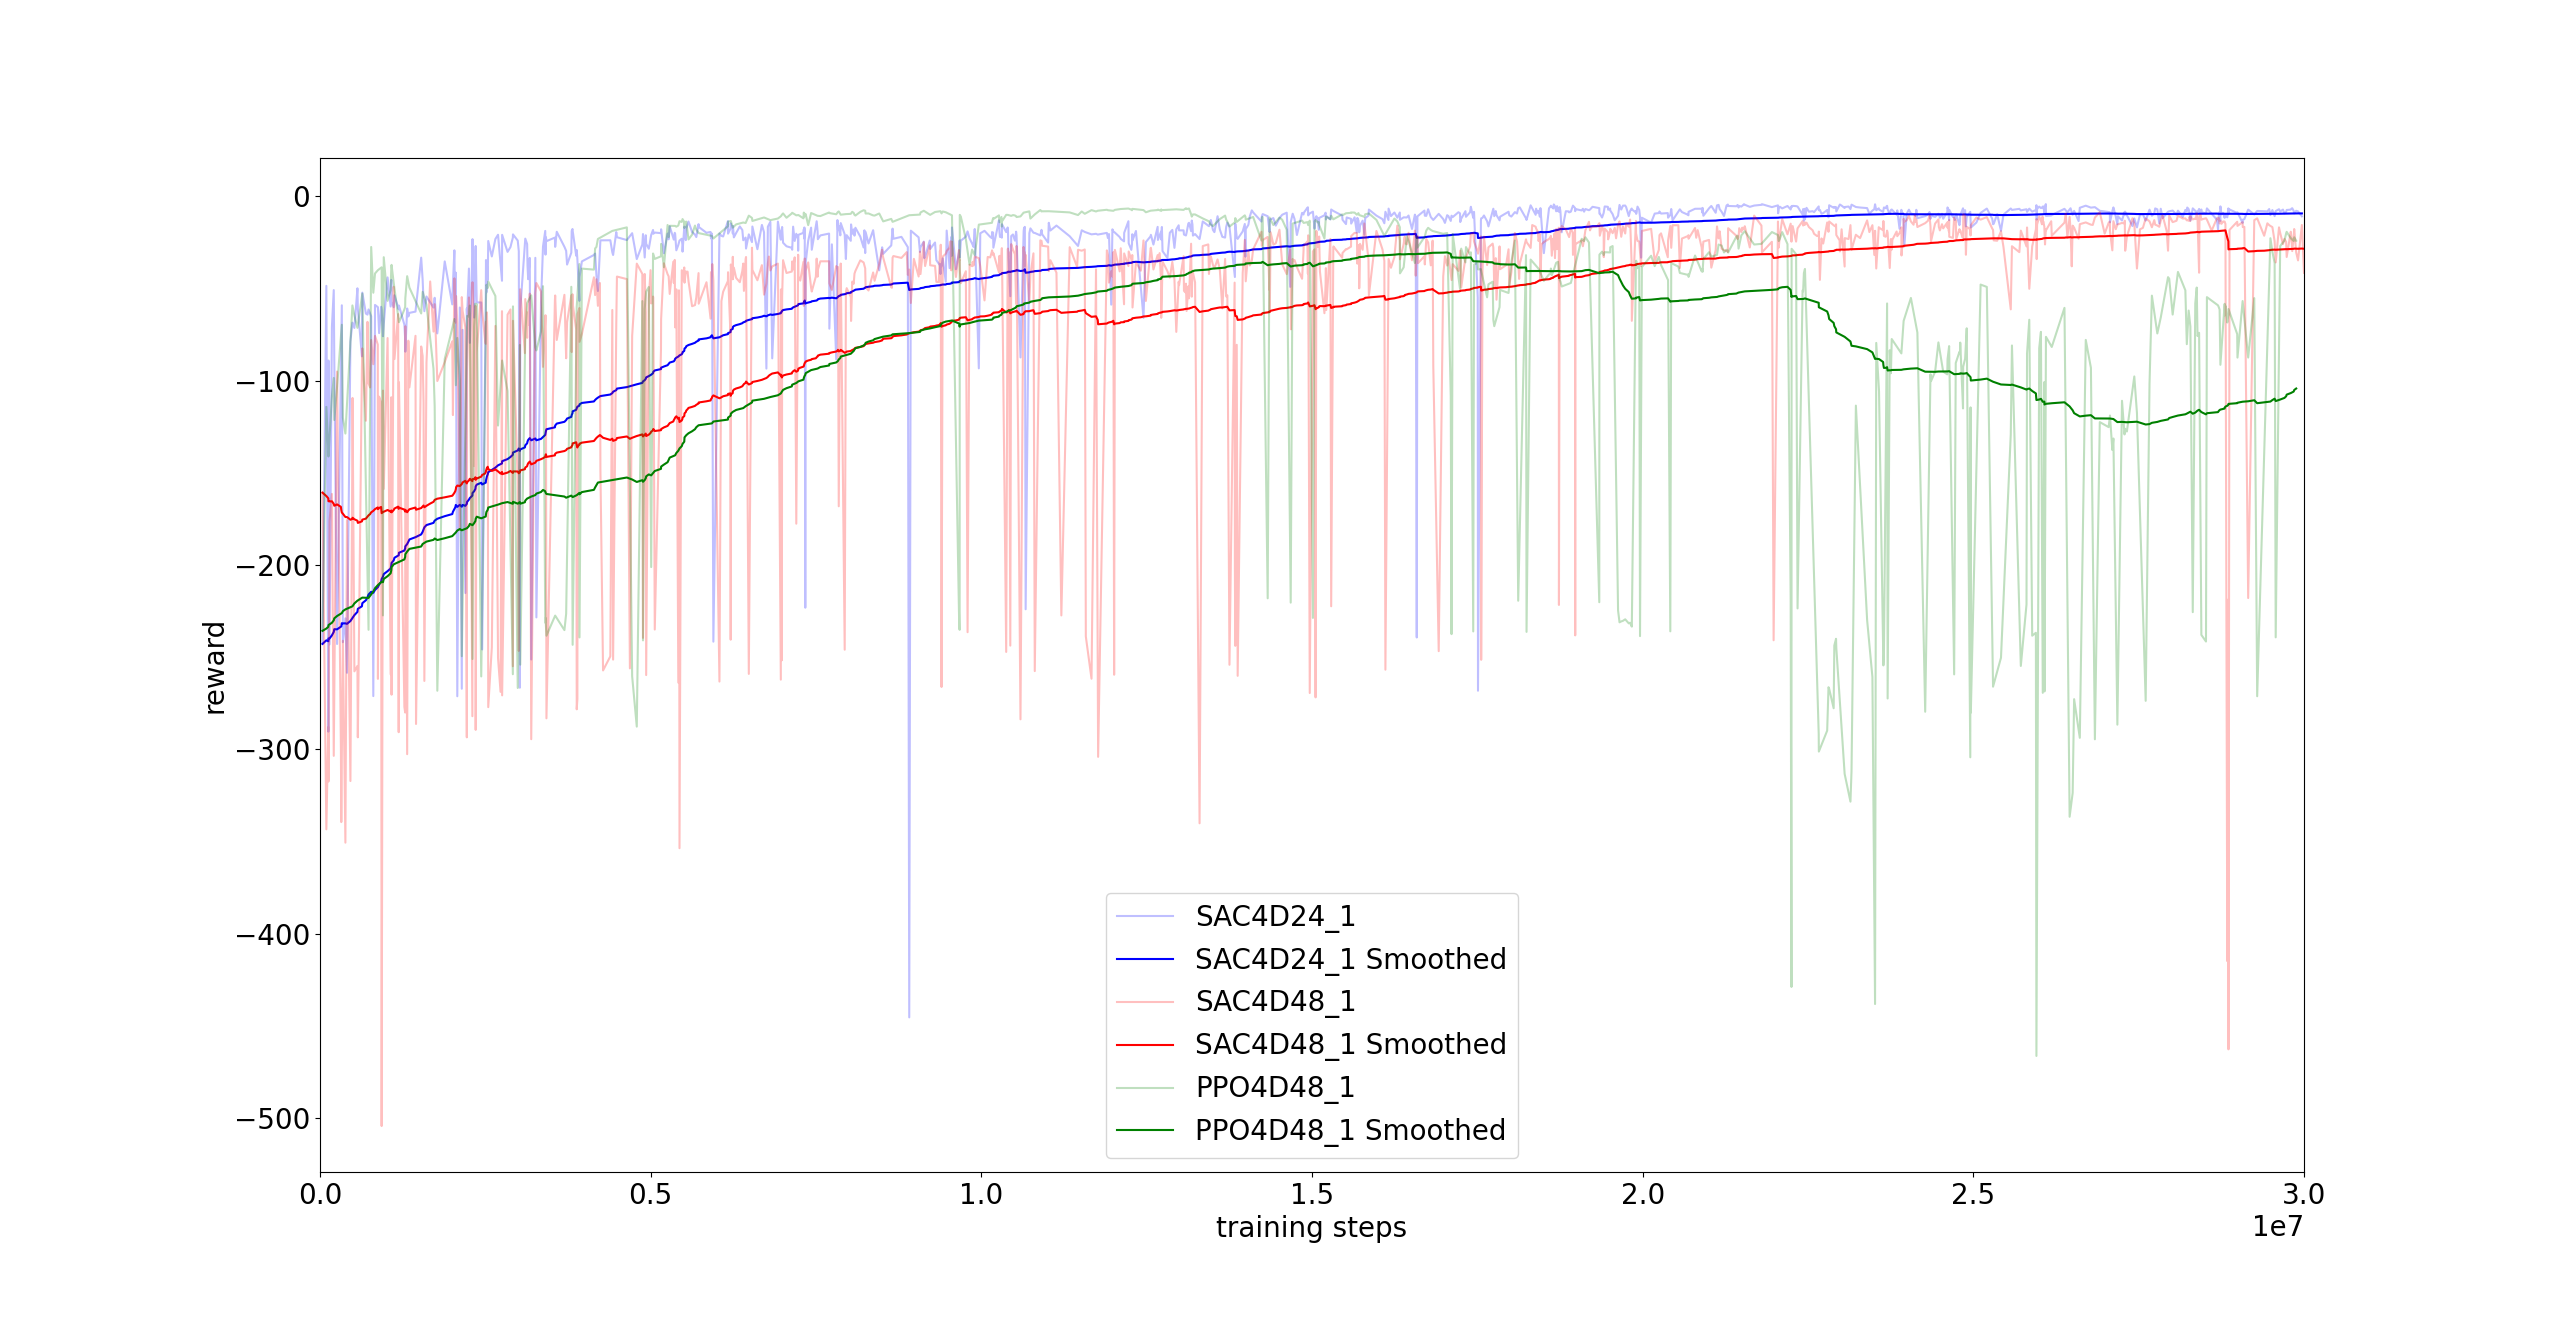 0
−100
−200
−300
−400
−500
reward
SAC4D24_1
SAC4D24_1 Smoothed
SAC4D48_1
SAC4D48_1 Smoothed
PPO4D48_1
PPO4D48_1 Smoothed
0.0 0.5 1.0 1.5 2.0 2.5 3.0
training steps 1e7